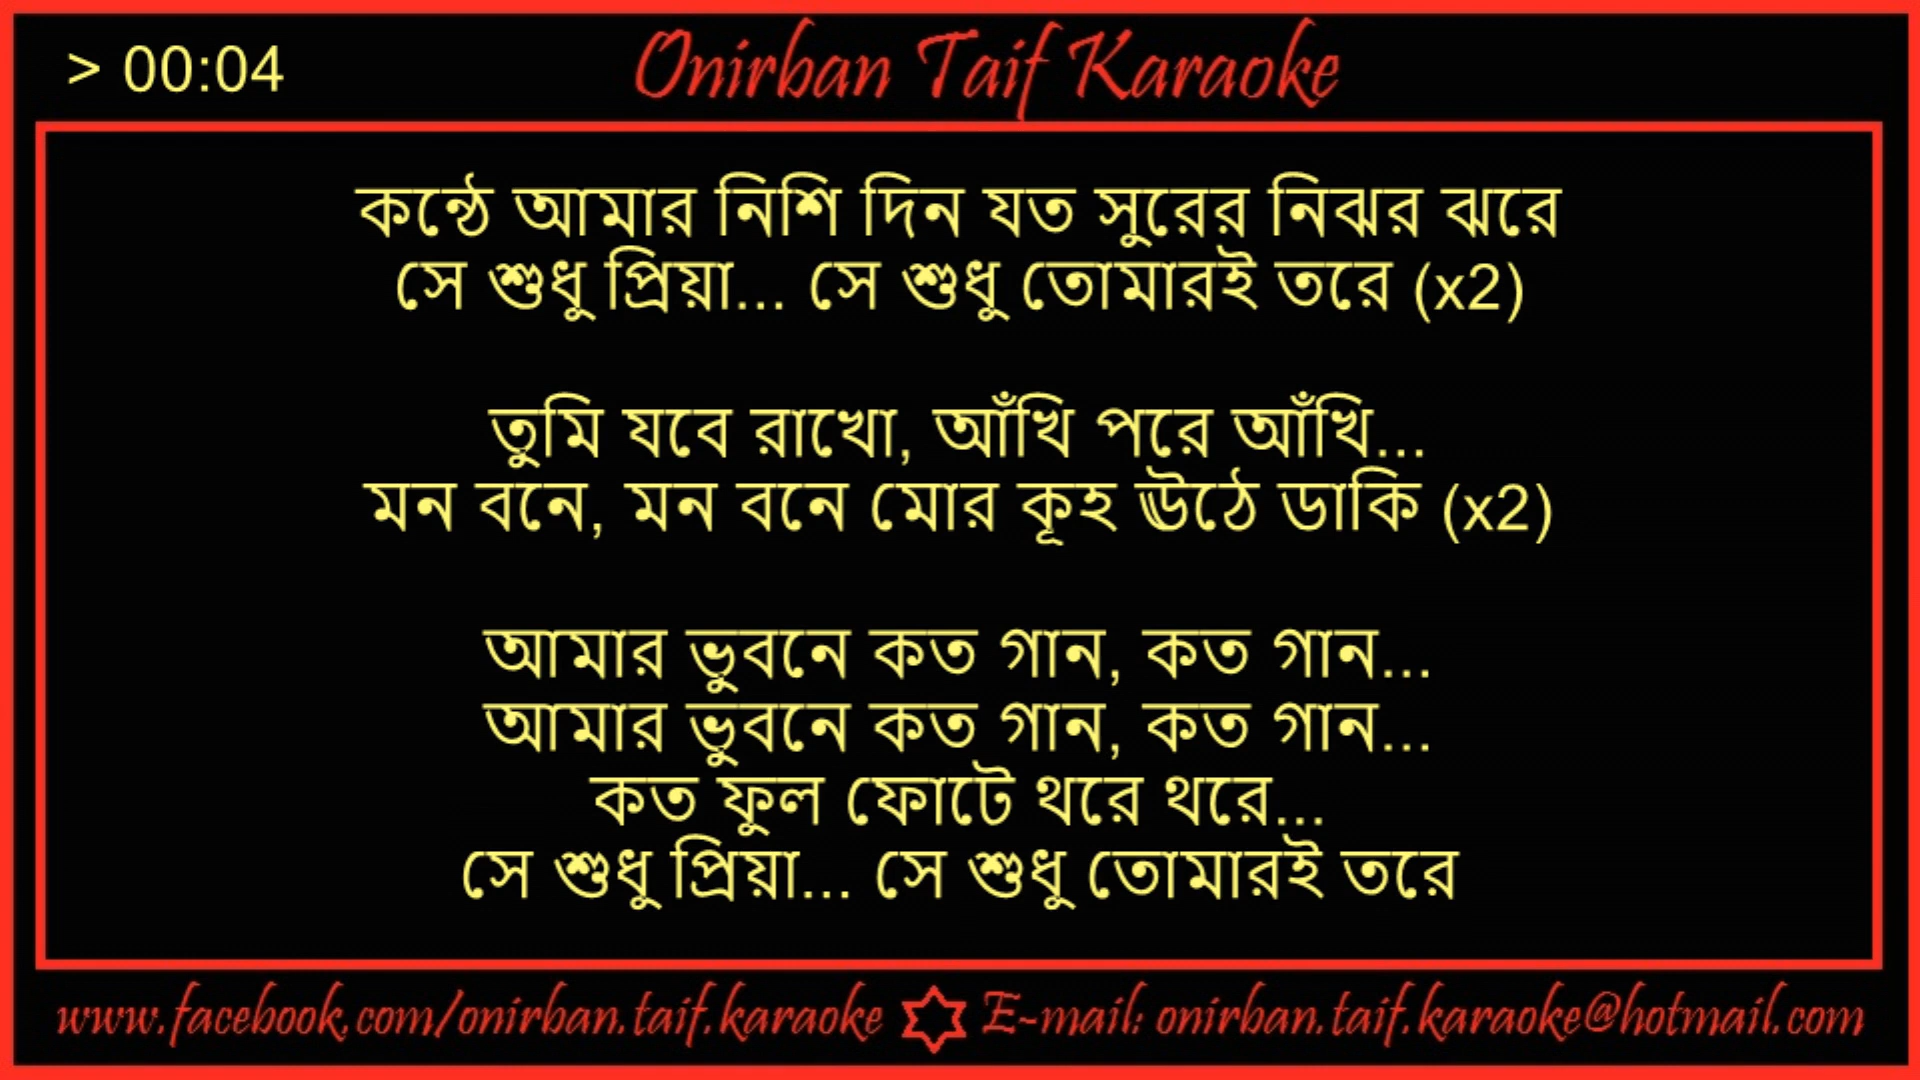 > 00:04
Onirban Taif Karaoke
কন্ঠে আমার নিশি দিন যত সুরের নিঝর ঝরে
সে শুধু প্রিয়া... সে শুধু তোমারই তরে (x2)
তুমি যবে রাখো, আঁখি পরে আঁখি...
মন বনে, মন বনে মোর কূহ ঊঠে ডাকি (x2)
আমার ভুবনে কত গান, কত গান...
আমার ভুবনে কত গান, কত গান...
কত ফুল ফোটে থরে থরে...
সে শুধু প্রিয়া... সে শুধু তোমারই তরে
www.facebook.com/onirban.taif.karaoke E-mail: onirban.taif.karaoke@hotmail.com